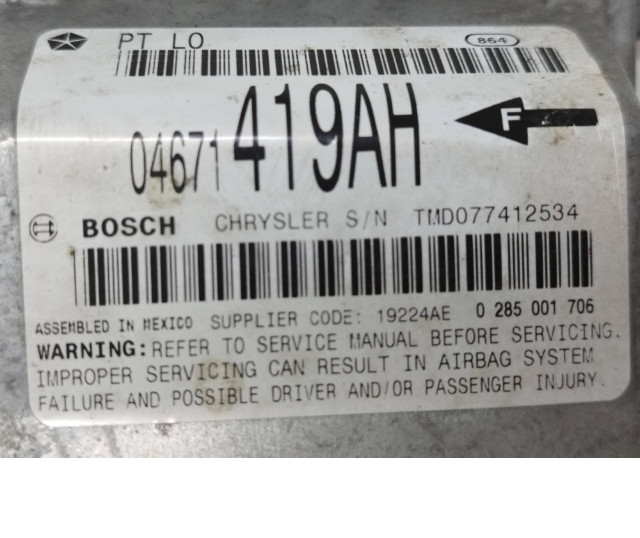 PT LO 864
04671419AH
F
BOSCH CHRYSLER S/N TMD077412534
ASSEMBLED IN MEXICO SUPPLIER CODE: 19224AE 0 285 001 706
WARNING: REFER TO SERVICE MANUAL BEFORE SERVICING.
IMPROPER SERVICING CAN RESULT IN AIRBAG SYSTEM
FAILURE AND POSSIBLE DRIVER AND/OR PASSENGER INJURY.